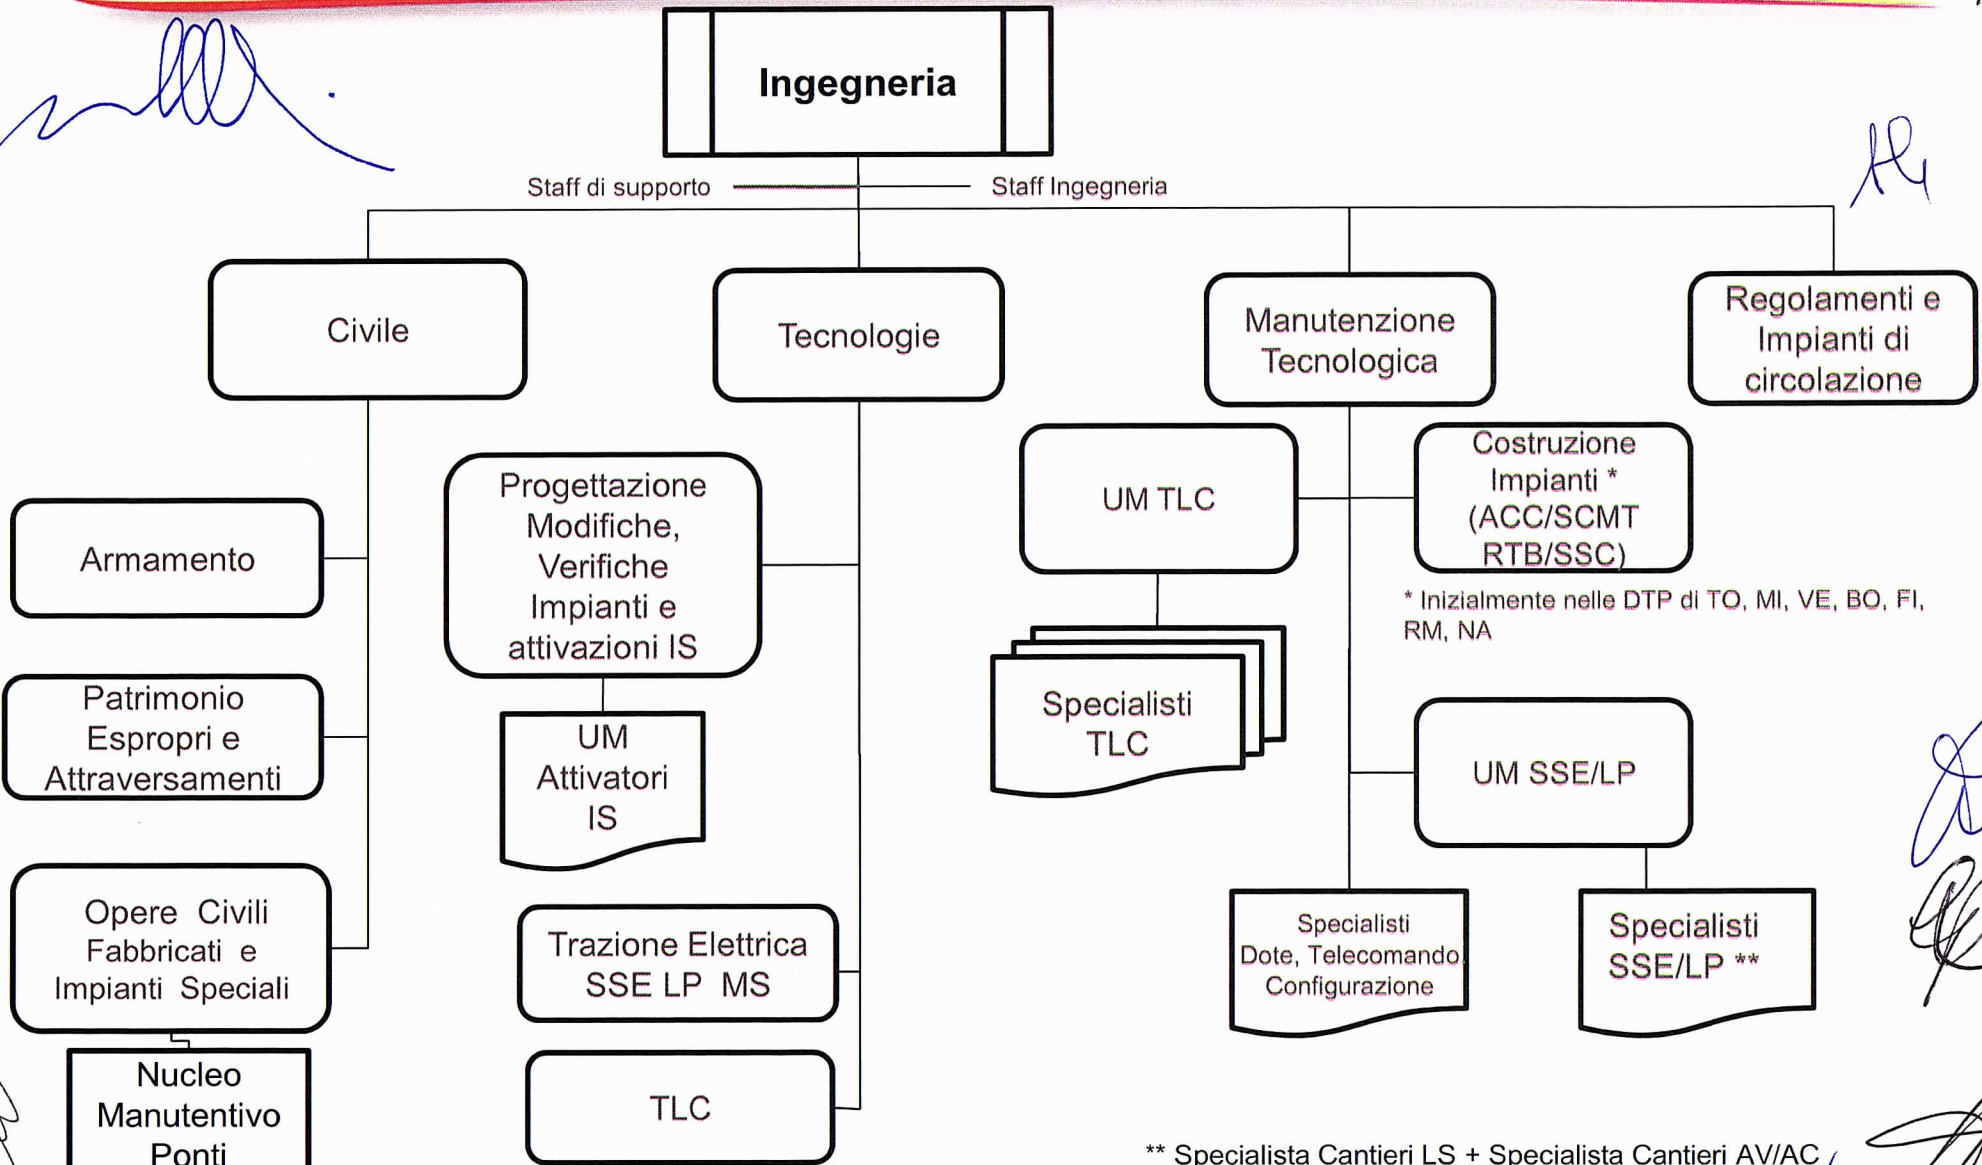 Ingegneria
Staff di supporto
Staff Ingegneria
Civile
Tecnologie
Manutenzione
Tecnologica
Regolamenti e
Impianti di
circolazione
Armamento
Patrimonio
Espropri e
Attraversamenti
Opere Civili
Fabbricati e
Impianti Speciali
Nucleo
Manutentivo
Ponti
Progettazione
Modifiche,
Verifiche
Impianti e
attivazioni IS
UM
Attivatori
IS
Trazione Elettrica
SSE LP MS
TLC
UM TLC
Specialisti
TLC
Costruzione
Impianti *
(ACC/SCMT
RTB/SSC)
* Inizialmente nelle DTP di TO, MI, VE, BO, FI,
RM, NA
UM SSE/LP
Specialisti
Dote, Telecomando
Configurazione
Specialisti
SSE/LP **
** Specialista Cantieri LS + Specialista Cantieri AV/AC